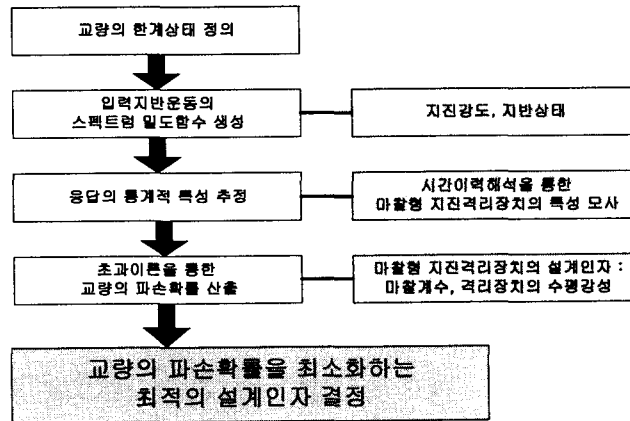 교량의 한계상태 정의
입력지반운동의
스펙트럼 밀도함수 생성
지진강도, 지반상태
응답의 통계적 특성 추정
시간이력해석을 통한
마찰형 지진격리장치의 특성 모사
초과이론을 통한
교량의 파손확률 산출
마찰형 지진격리장치의 설계인자 :
마찰계수, 격리장치의 수평강성
교량의 파손확률을 최소화하는
최적의 설계인자 결정